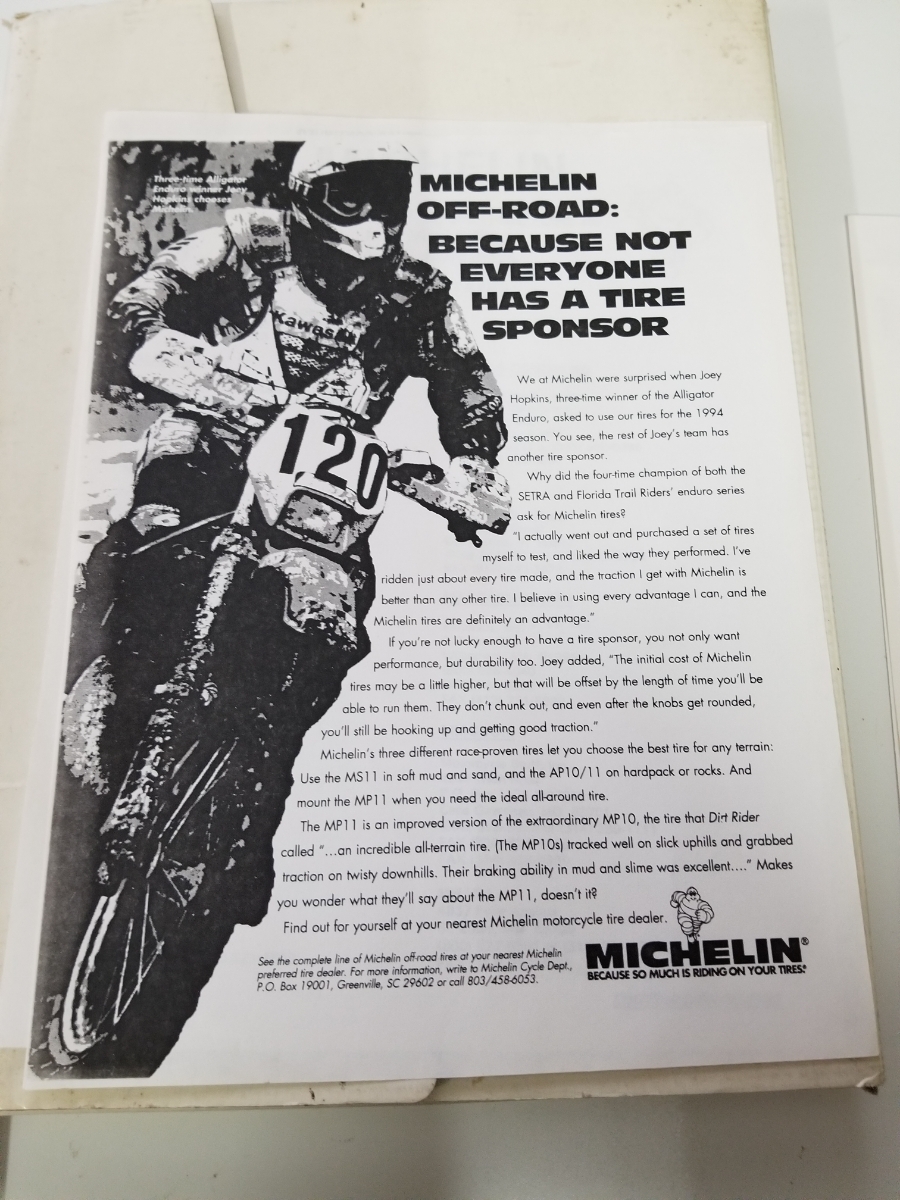 Three-time Alligator
Enduro winner Joey
Hopkins chooses
Michelin.
MICHELIN
OFF-ROAD:
BECAUSE NOT
EVERYONE
HAS A TIRE
SPONSOR
Kawasaki
120
We at Michelin were surprised when Joey
Hopkins, three-time winner of the Alligator
Enduro, asked to use our tires for the 1994
season. You see, the rest of Joey's team has
another tire sponsor.
Why did the four-time champion of both the
SETRA and Florida Trail Riders' enduro series
ask for Michelin tires?
"I actually went out and purchased a set of tires
myself to test, and liked the way they performed. I've
ridden just about every tire made, and the traction I get with Michelin is
better than any other tire. I believe in using every advantage I can, and the
Michelin tires are definitely an advantage."
If you're not lucky enough to have a tire sponsor, you not only want
performance, but durability too. Joey added, "The initial cost of Michelin
tires may be a little higher, but that will be offset by the length of time you'll be
able to run them. They don't chunk out, and even after the knobs get rounded,
you'll still be hooking up and getting good traction."
Michelin's three different race-proven tires let you choose the best tire for any terrain:
Use the MS11 in soft mud and sand, and the AP10/11 on hardpack or rocks. And
mount the MP11 when you need the ideal all-around tire.
The MP11 is an improved version of the extraordinary MP10, the tire that Dirt Rider
called "...an incredible all-terrain tire. (The MP10s) tracked well on slick uphills and grabbed
traction on twisty downhills. Their braking ability in mud and slime was excellent...." Makes
you wonder what they'll say about the MP11, doesn't it?
Find out for yourself at your nearest Michelin motorcycle tire dealer.
See the complete line of Michelin off-road tires at your nearest Michelin
preferred tire dealer. For more information, write to Michelin Cycle Dept.,
P.O. Box 19001, Greenville, SC 29602 or call 803/458-6053.
MICHELIN®
BECAUSE SO MUCH IS RIDING ON YOUR TIRES.®